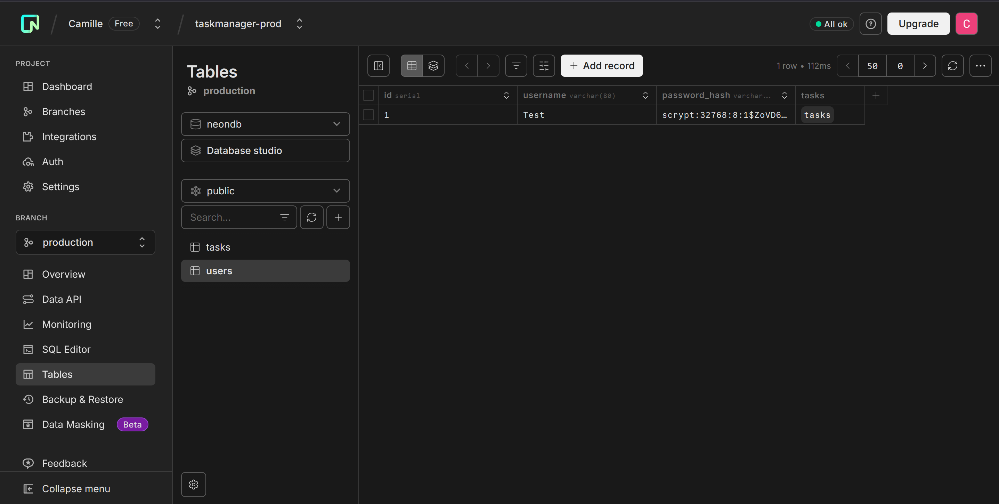 Camille Free
taskmanager-prod
All ok
Upgrade
C
PROJECT
Dashboard
Branches
Integrations
Auth
Settings
BRANCH
production
Overview
Data API
Monitoring
SQL Editor
Tables
Backup & Restore
Data Masking Beta
Feedback
Collapse menu
Tables
production
neondb
Database studio
public
Search...
tasks
users
Add record
1 row • 112ms
50
0
id serial
username varchar(80)
password_hash varchar...
tasks
1
Test
scrypt:32768:8:1$ZoVD6...
tasks